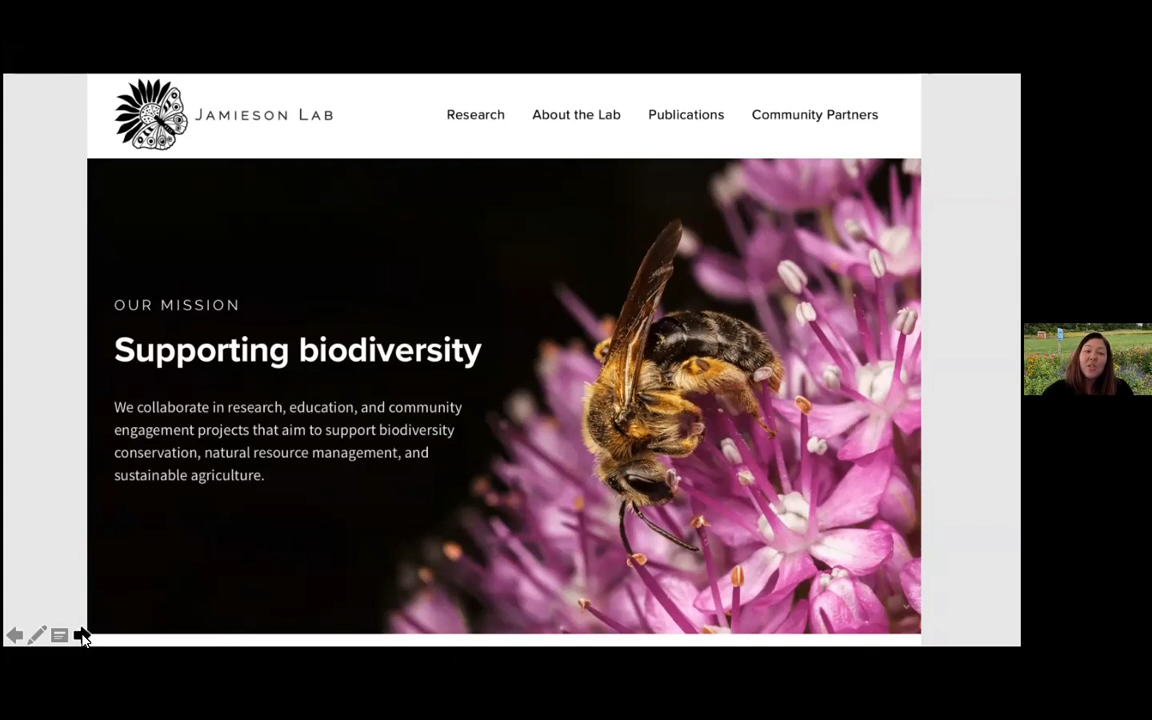 JAMIESON LAB
Research About the Lab Publications Community Partners
OUR MISSION
Supporting biodiversity
We collaborate in research, education, and community
engagement projects that aim to support biodiversity
conservation, natural resource management, and
sustainable agriculture.